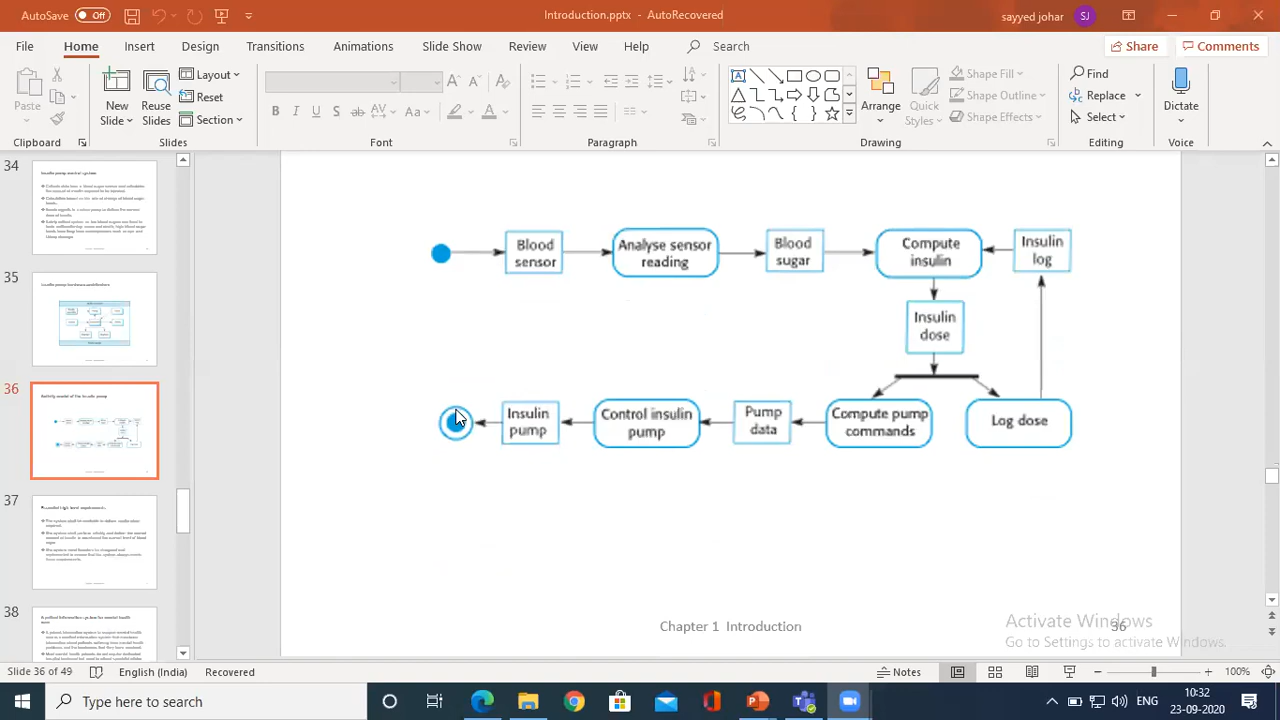 AutoSave Off
Introduction.pptx - AutoRecovered
sayyed johar SJ
File Home Insert Design Transitions Animations Slide Show Review View Help Search Share Comments
Paste
New Slide
Reuse Slides
Layout
Reset
Section
Aa
Arrange
Quick Styles
Shape Fill
Shape Outline
Shape Effects
Find
Replace
Select
Dictate
Clipboard Slides Font Paragraph Drawing Editing Voice
34
35
36
37
38
Blood sensor
Analyse sensor reading
Blood sugar
Compute insulin
Insulin log
Insulin dose
Insulin pump
Control insulin pump
Pump data
Compute pump commands
Log dose
Chapter 1 Introduction
36
Activate Windows
Go to Settings to activate Windows.
Slide 36 of 49 English (India) Recovered Notes 100%
Type here to search
ENG
10:32
23-09-2020